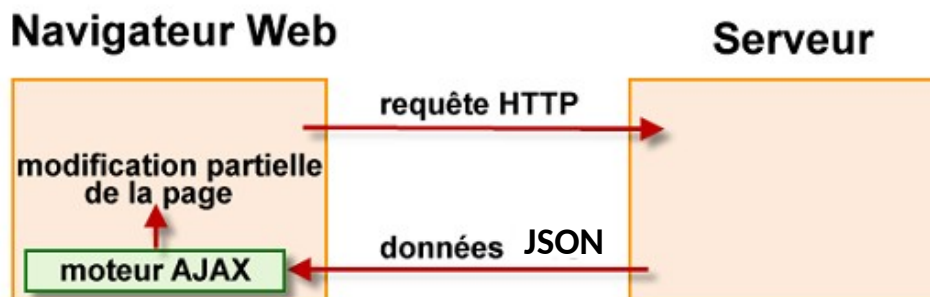 Navigateur Web
Serveur
requête HTTP
modification partielle
de la page
données JSON
moteur AJAX